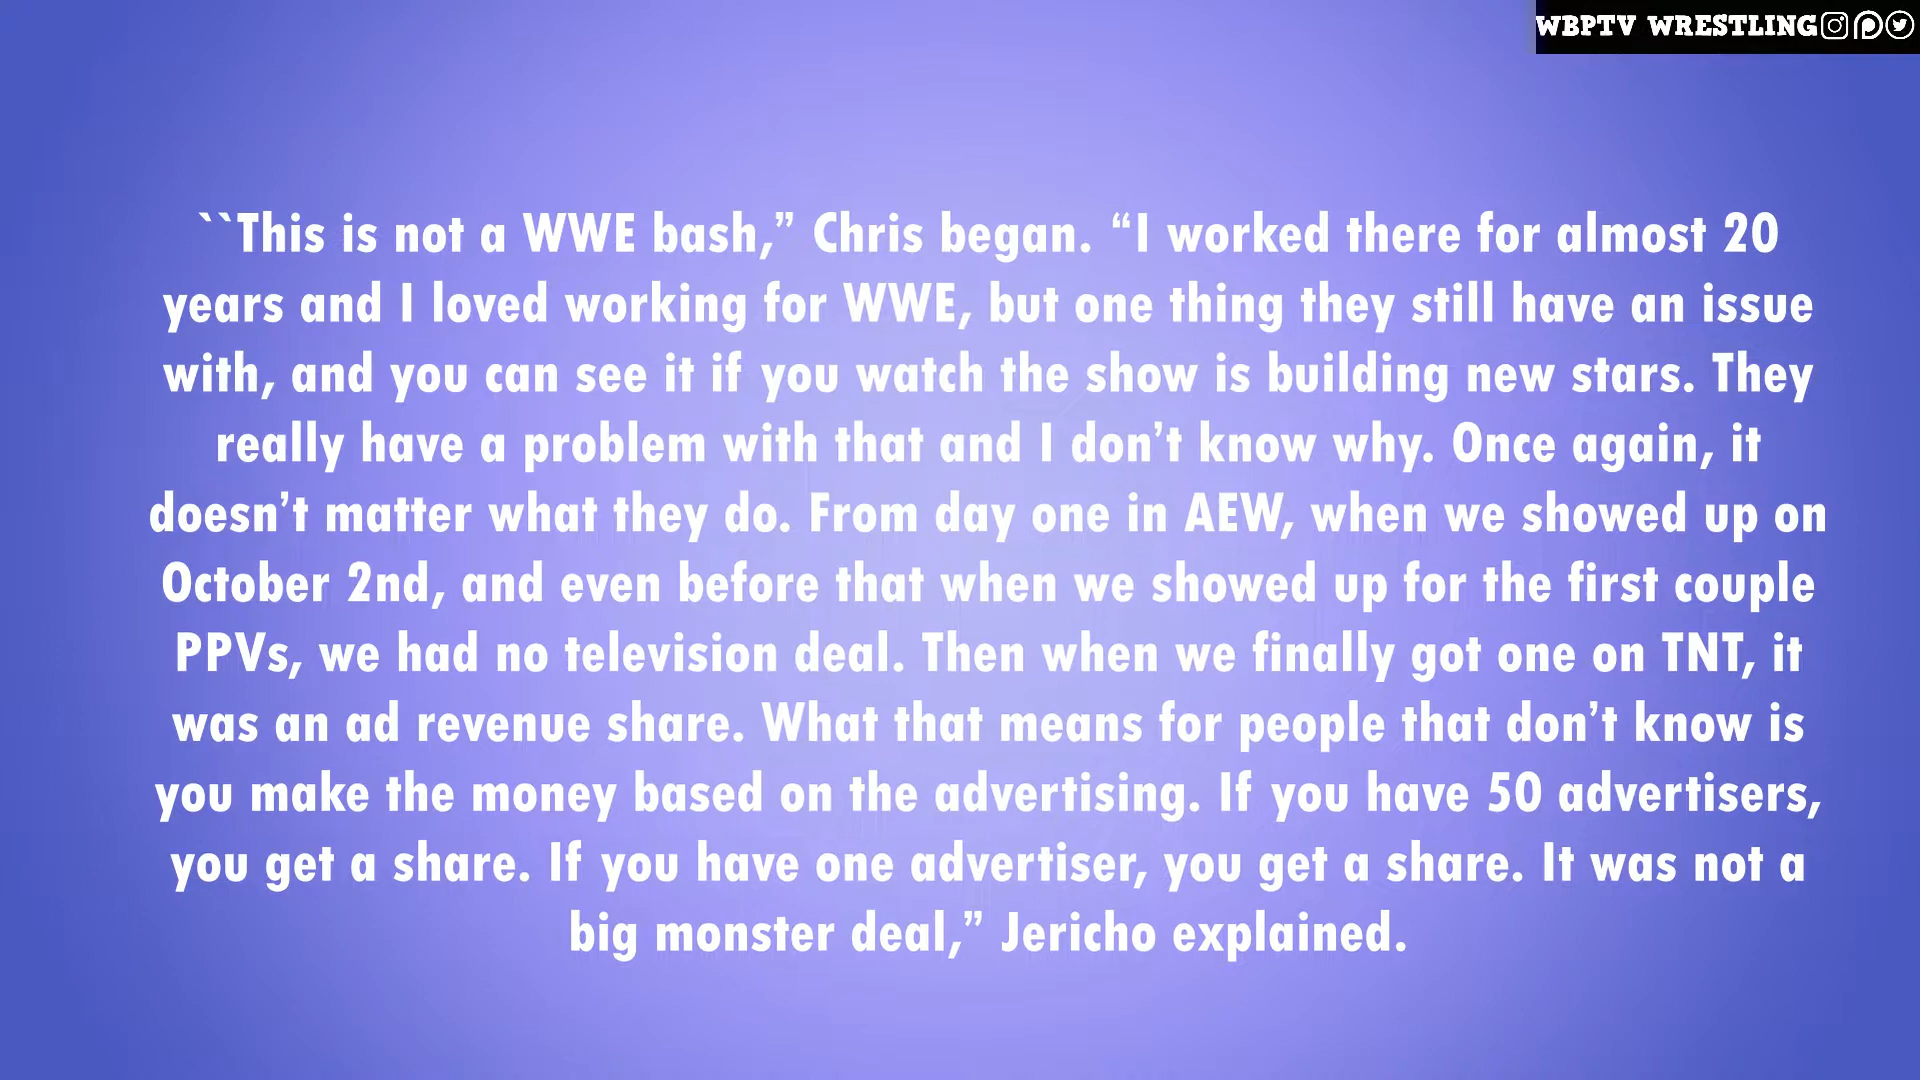 WBPTV WRESTLING
``This is not a WWE bash,” Chris began. “I worked there for almost 20
years and I loved working for WWE, but one thing they still have an issue
with, and you can see it if you watch the show is building new stars. They
really have a problem with that and I don’t know why. Once again, it
doesn’t matter what they do. From day one in AEW, when we showed up on
October 2nd, and even before that when we showed up for the first couple
PPVs, we had no television deal. Then when we finally got one on TNT, it
was an ad revenue share. What that means for people that don’t know is
you make the money based on the advertising. If you have 50 advertisers,
you get a share. If you have one advertiser, you get a share. It was not a
big monster deal,” Jericho explained.